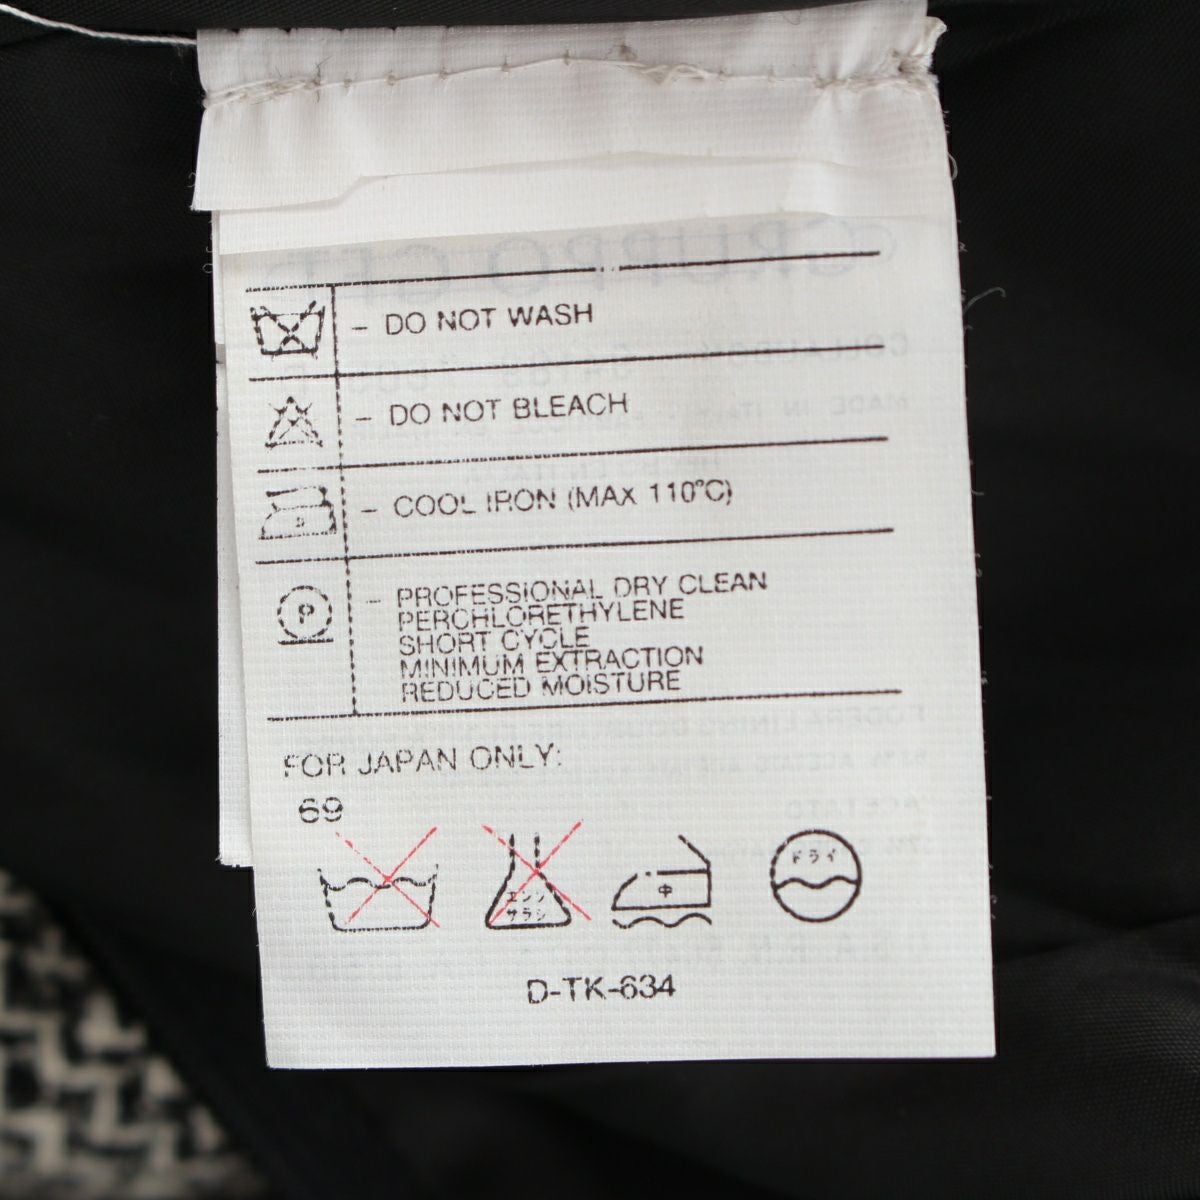 - DO NOT WASH
- DO NOT BLEACH
- COOL IRON (MAX 110°C)
P
- PROFESSIONAL DRY CLEAN
PERCHLORETHYLENE
SHORT CYCLE
MINIMUM EXTRACTION
REDUCED MOISTURE
FOR JAPAN ONLY:
69
エンソ
サラシ
中
ドライ
D-TK-634